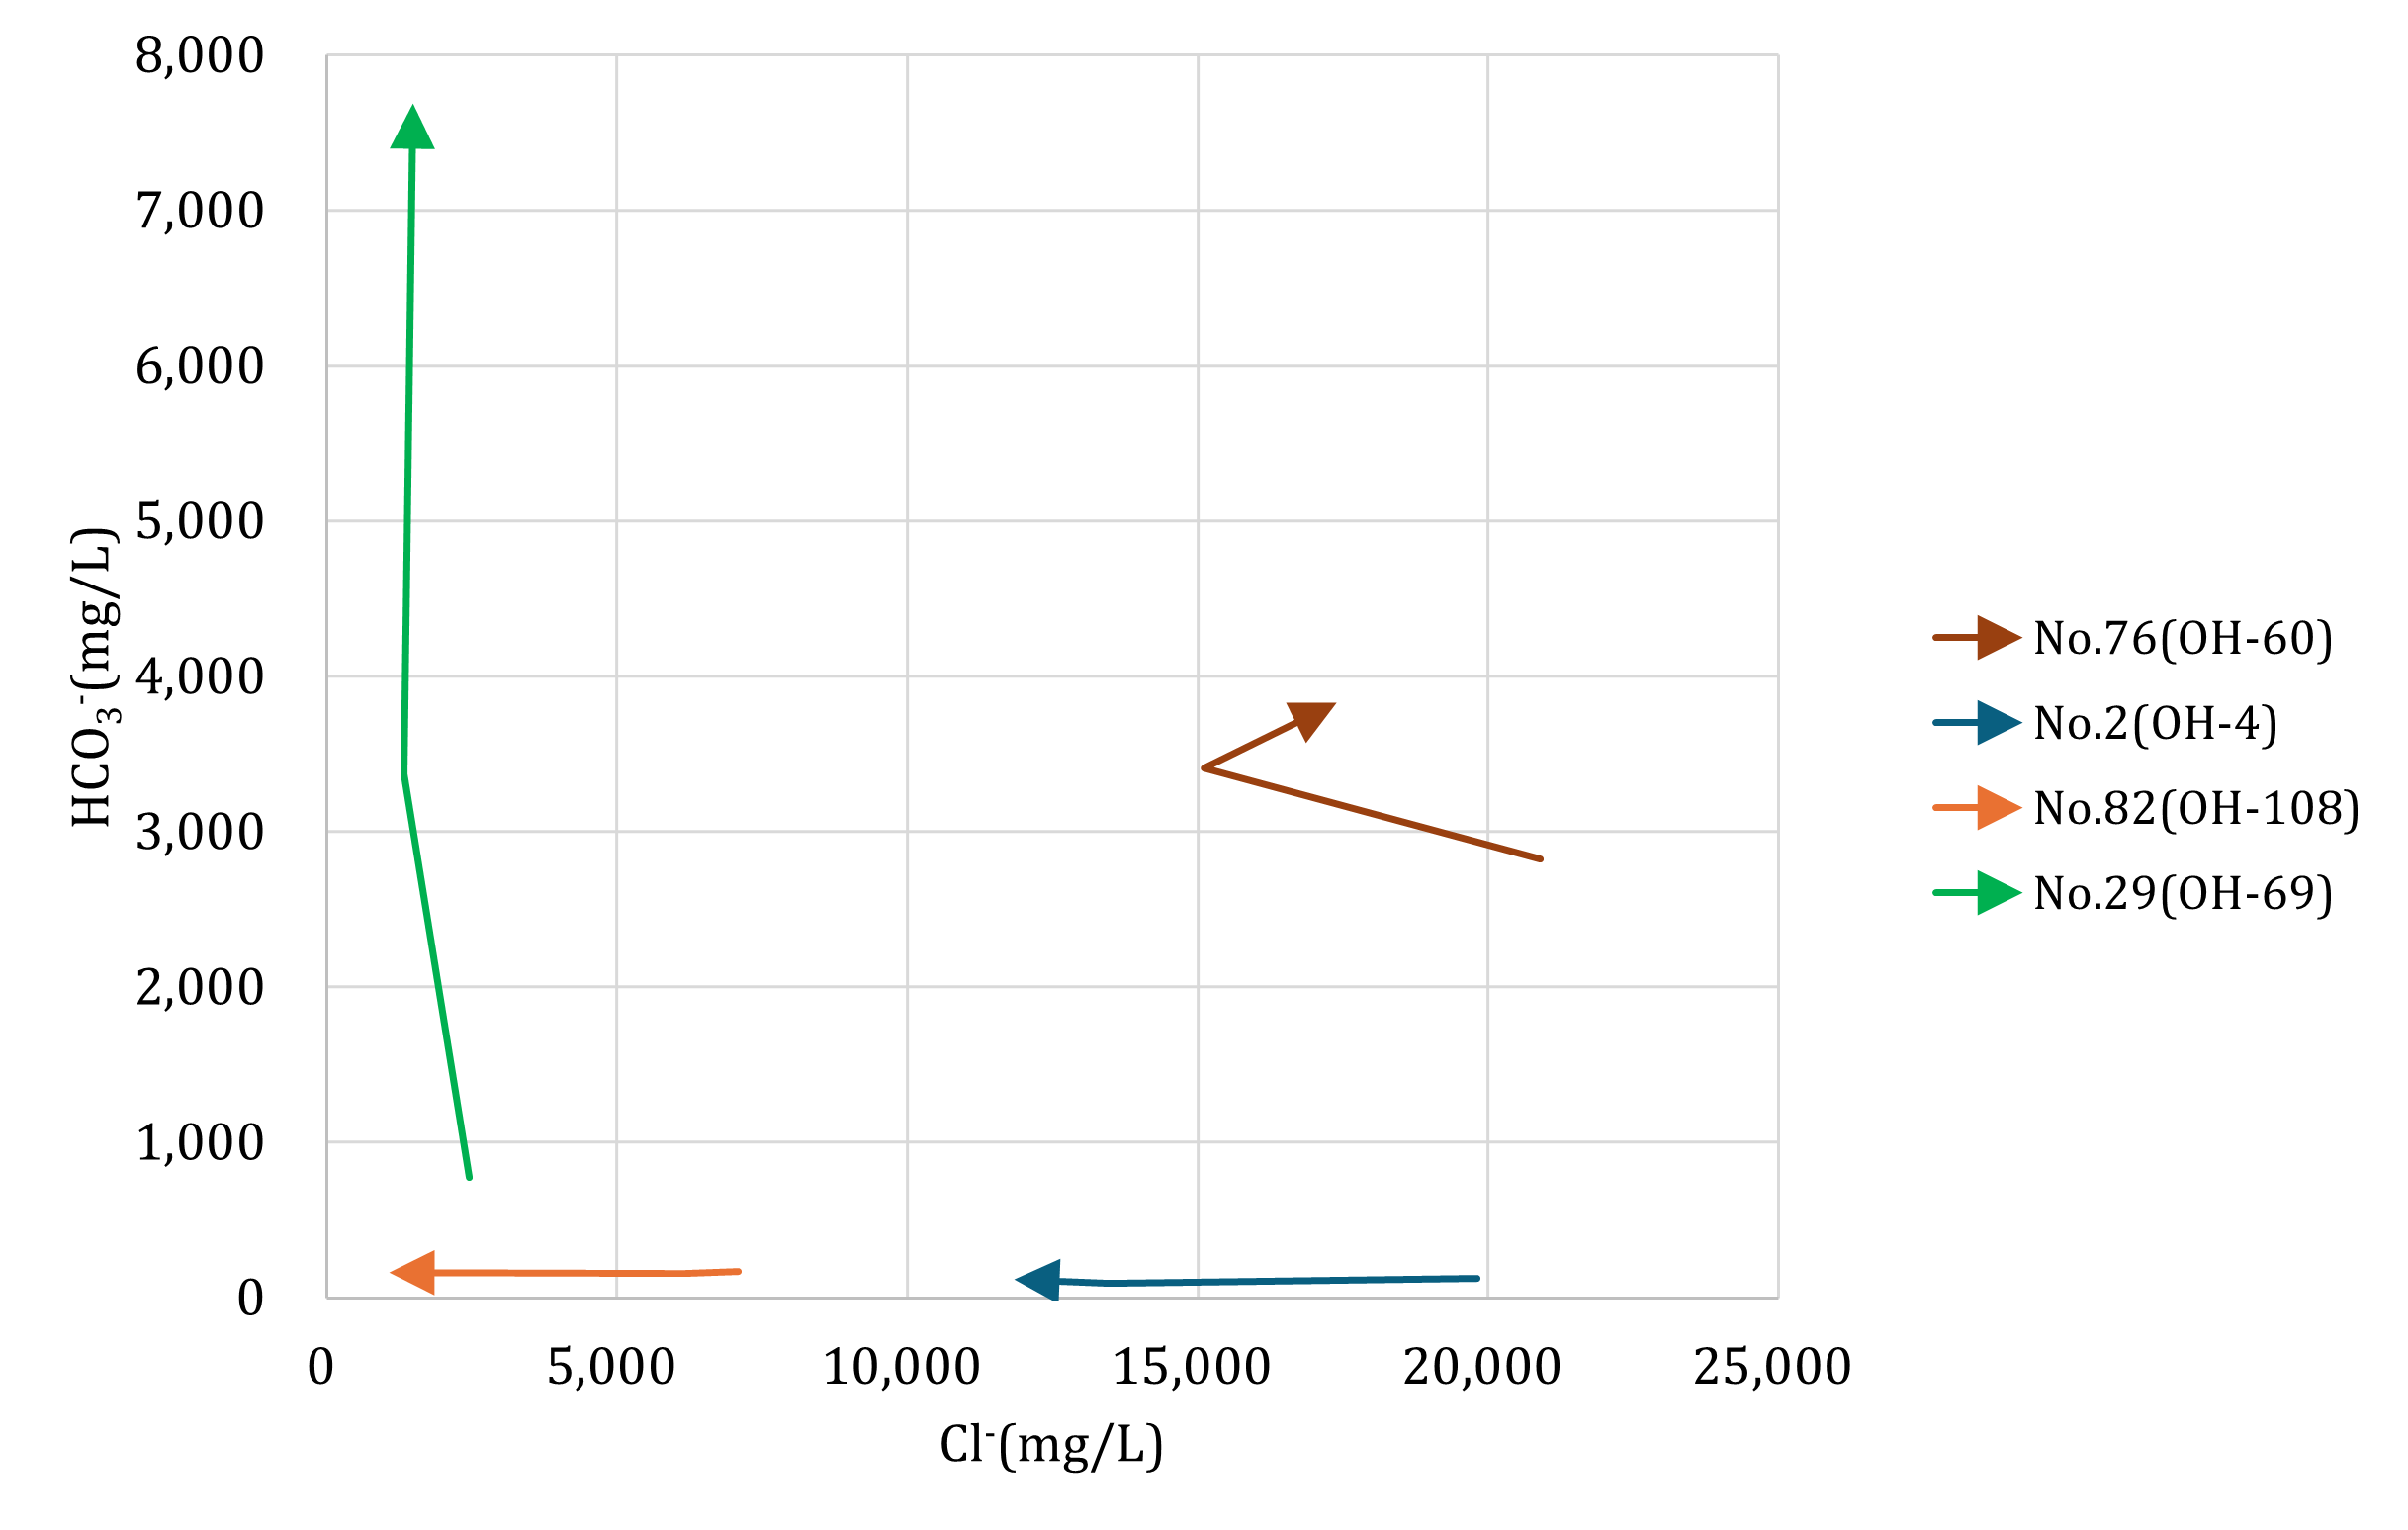 8,000
7,000
6,000
5,000
4,000
3,000
2,000
1,000
0
HCO₃⁻(mg/L)
0 5,000 10,000 15,000 20,000 25,000
Cl⁻(mg/L)
No.76(OH-60)
No.2(OH-4)
No.82(OH-108)
No.29(OH-69)